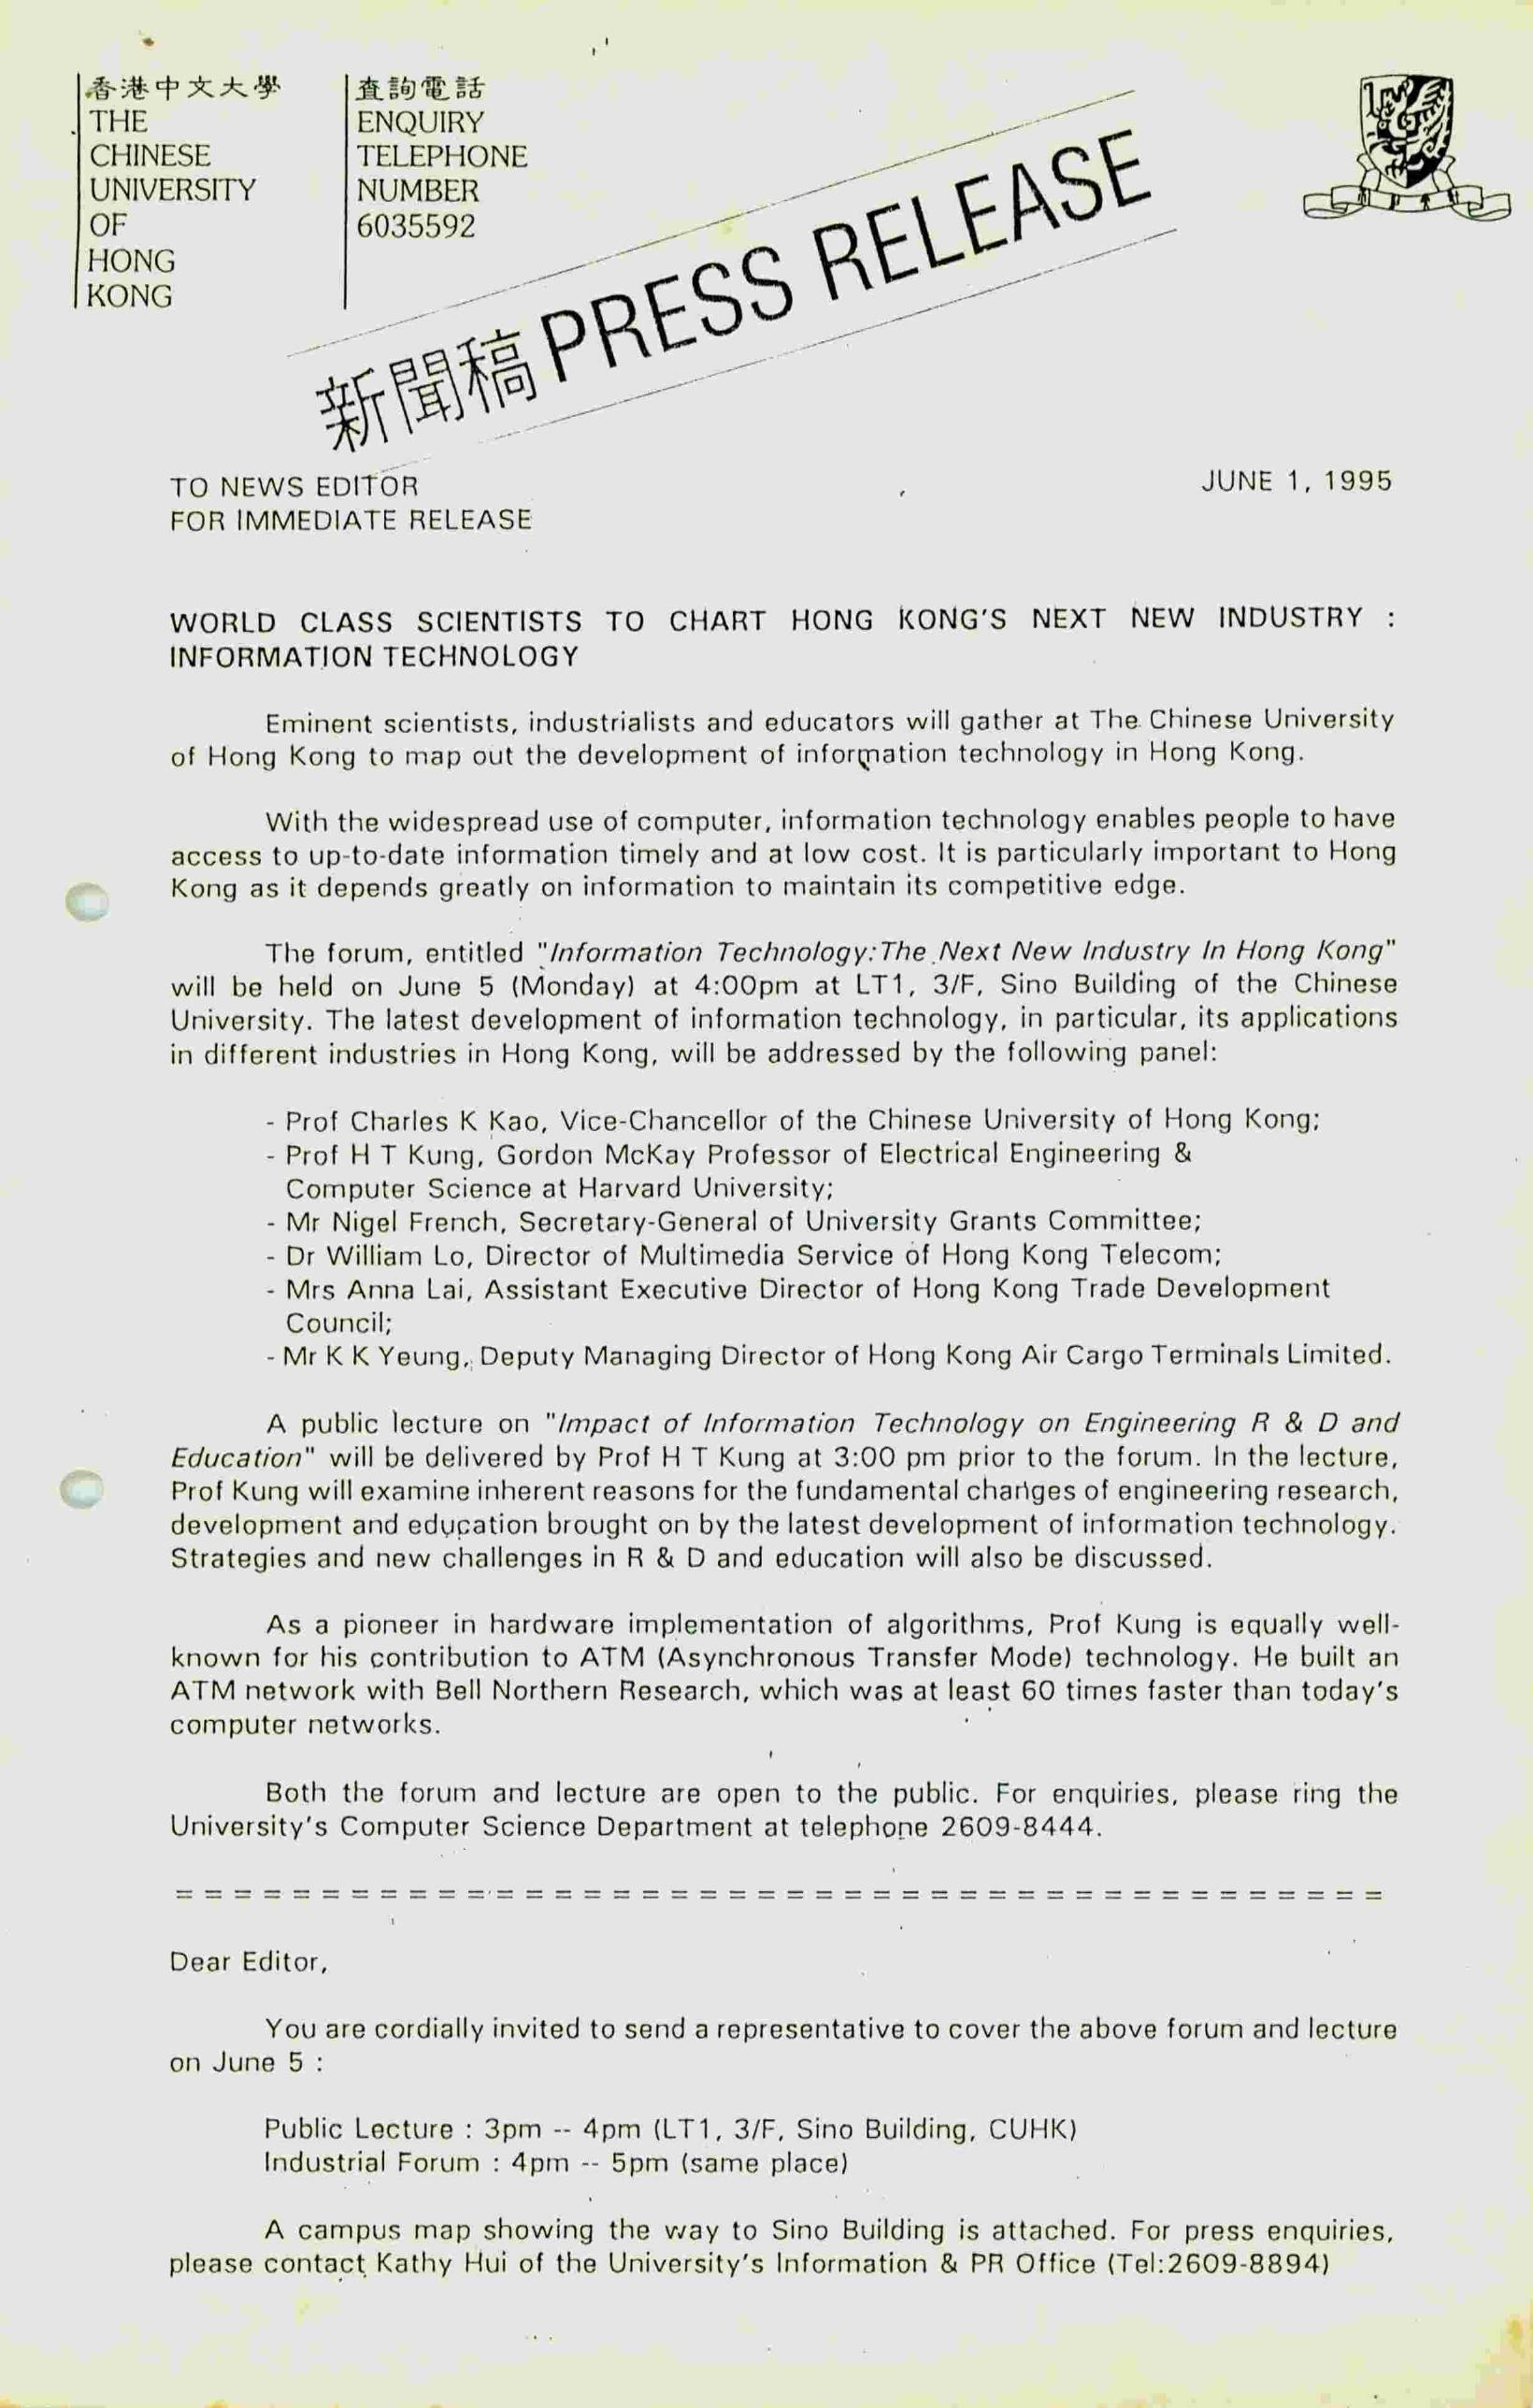 香港中文大學
THE
CHINESE
UNIVERSITY
OF
HONG
KONG
查詢電話
ENQUIRY
TELEPHONE
NUMBER
6035592
新聞稿 PRESS RELEASE
TO NEWS EDITOR
JUNE 1, 1995
FOR IMMEDIATE RELEASE
WORLD CLASS SCIENTISTS TO CHART HONG KONG'S NEXT NEW INDUSTRY :
INFORMATION TECHNOLOGY
Eminent scientists, industrialists and educators will gather at The Chinese University
of Hong Kong to map out the development of information technology in Hong Kong.
With the widespread use of computer, information technology enables people to have
access to up-to-date information timely and at low cost. It is particularly important to Hong
Kong as it depends greatly on information to maintain its competitive edge.
The forum, entitled "Information Technology:The Next New Industry In Hong Kong"
will be held on June 5 (Monday) at 4:00pm at LT1, 3/F, Sino Building of the Chinese
University. The latest development of information technology, in particular, its applications
in different industries in Hong Kong, will be addressed by the following panel:
- Prof Charles K Kao, Vice-Chancellor of the Chinese University of Hong Kong;
- Prof H T Kung, Gordon McKay Professor of Electrical Engineering &
Computer Science at Harvard University;
- Mr Nigel French, Secretary-General of University Grants Committee;
- Dr William Lo, Director of Multimedia Service of Hong Kong Telecom;
- Mrs Anna Lai, Assistant Executive Director of Hong Kong Trade Development
Council;
- Mr K K Yeung, Deputy Managing Director of Hong Kong Air Cargo Terminals Limited.
A public lecture on "Impact of Information Technology on Engineering R & D and
Education" will be delivered by Prof H T Kung at 3:00 pm prior to the forum. In the lecture,
Prof Kung will examine inherent reasons for the fundamental changes of engineering research,
development and education brought on by the latest development of information technology.
Strategies and new challenges in R & D and education will also be discussed.
As a pioneer in hardware implementation of algorithms, Prof Kung is equally well-
known for his contribution to ATM (Asynchronous Transfer Mode) technology. He built an
ATM network with Bell Northern Research, which was at least 60 times faster than today's
computer networks.
Both the forum and lecture are open to the public. For enquiries, please ring the
University's Computer Science Department at telephone 2609-8444.
= = = = = = = = = = = = = = = = = = = = = = = = = = = = = = = = = = = = = = = = = =
Dear Editor,
You are cordially invited to send a representative to cover the above forum and lecture
on June 5 :
Public Lecture : 3pm -- 4pm (LT1, 3/F, Sino Building, CUHK)
Industrial Forum : 4pm -- 5pm (same place)
A campus map showing the way to Sino Building is attached. For press enquiries,
please contact Kathy Hui of the University's Information & PR Office (Tel:2609-8894)